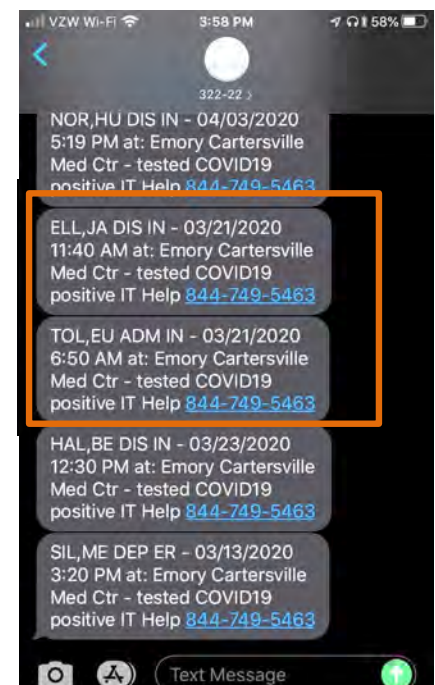 VZW Wi-Fi 3:58 PM 58%
322-22 >
NOR,HU DIS IN - 04/03/2020
5:19 PM at: Emory Cartersville
Med Ctr - tested COVID19
positive IT Help 844-749-5463
ELL,JA DIS IN - 03/21/2020
11:40 AM at: Emory Cartersville
Med Ctr - tested COVID19
positive IT Help 844-749-5463
TOL,EU ADM IN - 03/21/2020
6:50 AM at: Emory Cartersville
Med Ctr - tested COVID19
positive IT Help 844-749-5463
HAL,BE DIS IN - 03/23/2020
12:30 PM at: Emory Cartersville
Med Ctr - tested COVID19
positive IT Help 844-749-5463
SIL,ME DEP ER - 03/13/2020
3:20 PM at: Emory Cartersville
Med Ctr - tested COVID19
positive IT Help 844-749-5463
Text Message